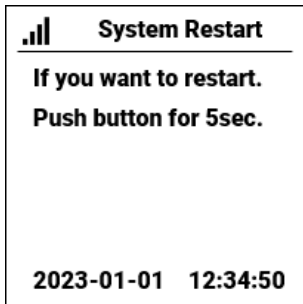 System Restart
If you want to restart.
Push button for 5sec.
2023-01-01 12:34:50